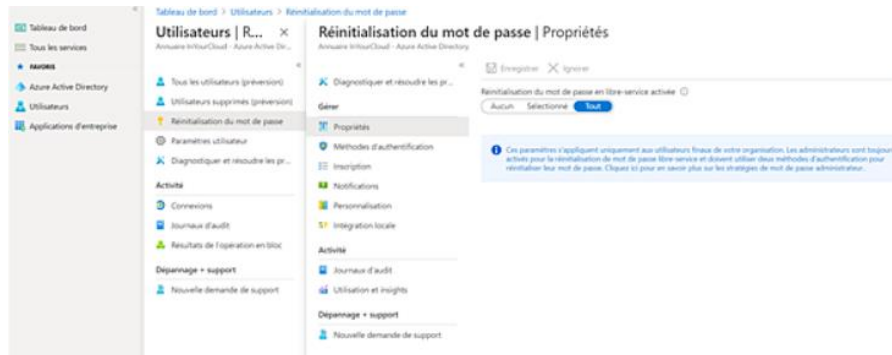 Tableau de bord > Utilisateurs > Réinitialisation du mot de passe
Tableau de bord
Tous les services
FAVORIS
Azure Active Directory
Utilisateurs
Applications d'entreprise
Utilisateurs | R... ×
Annuaire InYourCloud - Azure Active Dir...
«
Tous les utilisateurs (préversion)
Utilisateurs supprimés (préversion)
Réinitialisation du mot de passe
Paramètres utilisateur
Diagnostiquer et résoudre les pr...
Activité
Connexions
Journaux d'audit
Résultats de l'opération en bloc
Dépannage + support
Nouvelle demande de support
Réinitialisation du mot de passe | Propriétés
Annuaire InYourCloud - Azure Active Directory
«
Diagnostiquer et résoudre les pr...
Gérer
Propriétés
Méthodes d'authentification
Inscription
Notifications
Personnalisation
Intégration locale
Activité
Journaux d'audit
Utilisation et insights
Dépannage + support
Nouvelle demande de support
Enregistrer Ignorer
Réinitialisation du mot de passe en libre-service activée
Aucun Sélectionné Tout
Ces paramètres s'appliquent uniquement aux utilisateurs finaux de votre organisation. Les administrateurs sont toujours
activés pour la réinitialisation de mot de passe libre-service et doivent utiliser deux méthodes d'authentification pour
réinitialiser leur mot de passe. Cliquez ici pour en savoir plus sur les stratégies de mot de passe administrateur.